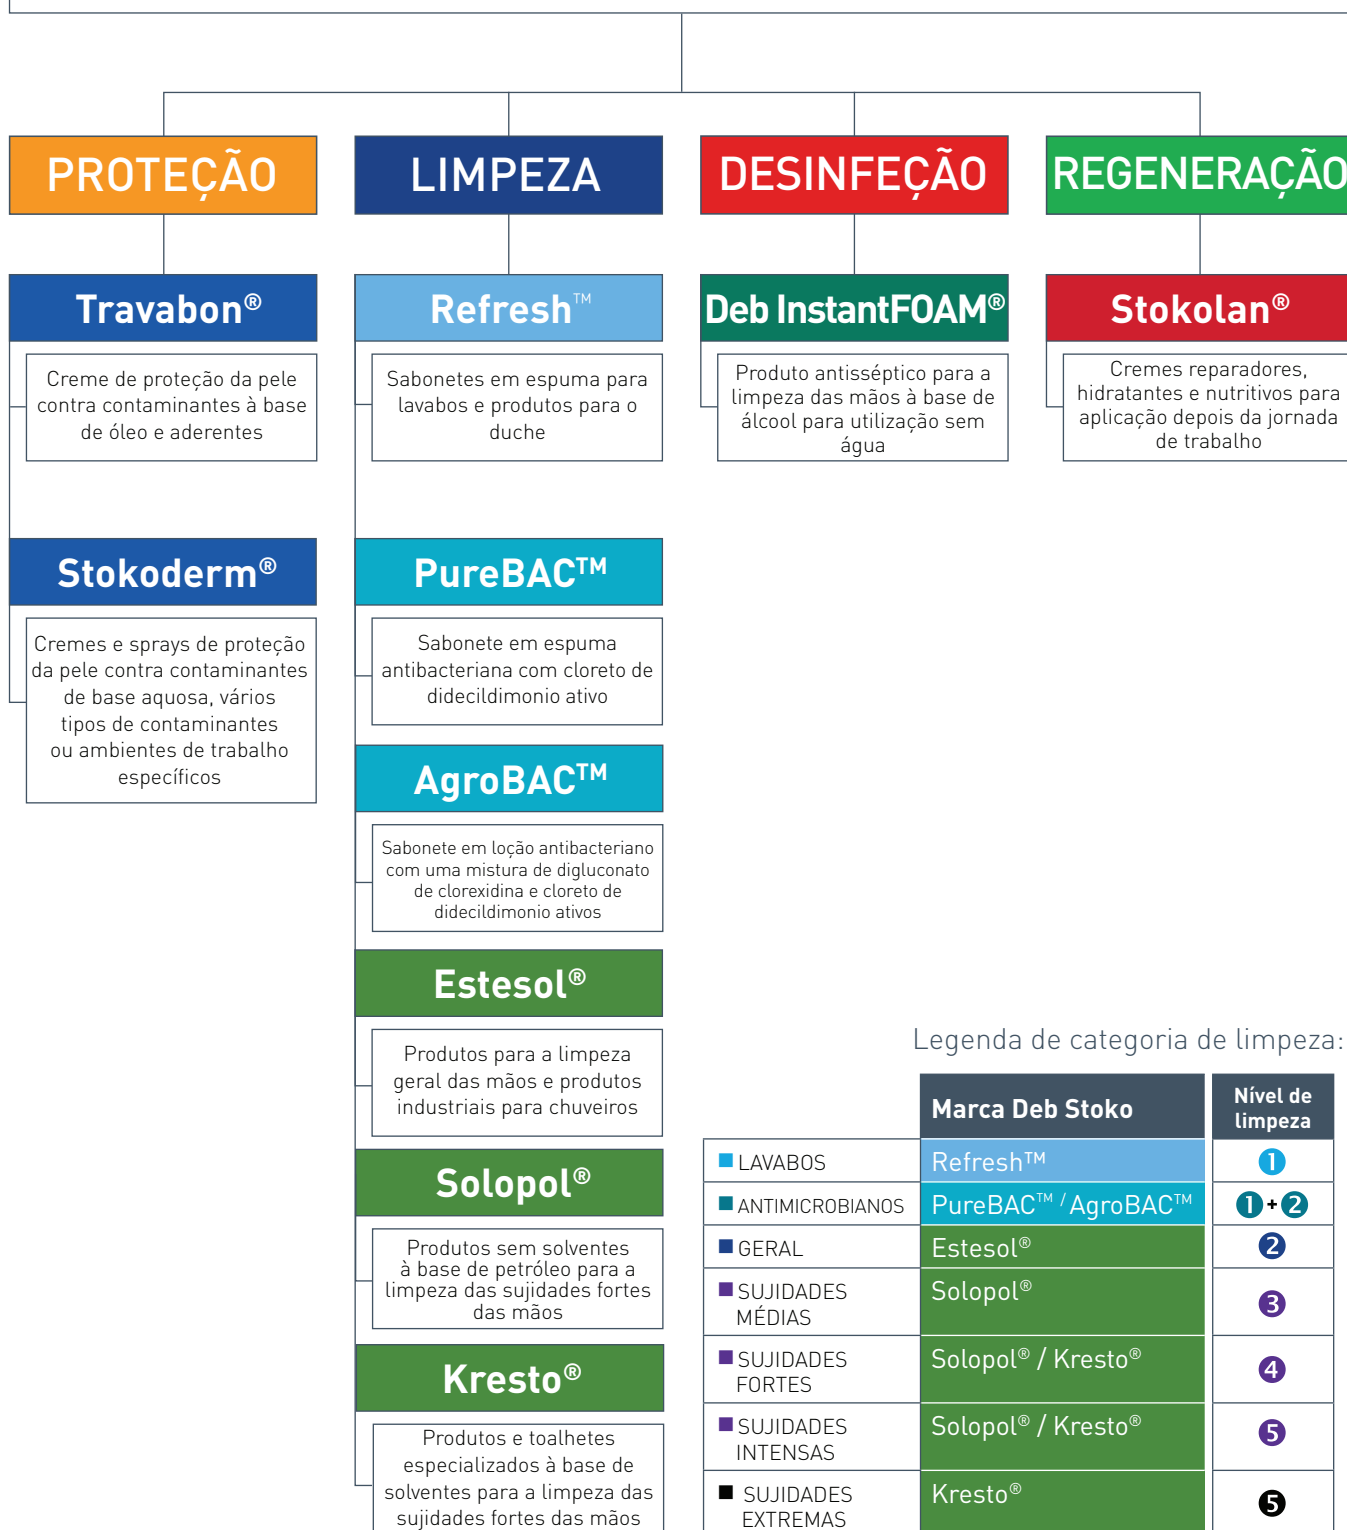 PROTEÇÃO
Travabon®
Creme de proteção da pele
contra contaminantes à base
de óleo e aderentes
Stokoderm®
Cremes e sprays de proteção
da pele contra contaminantes
de base aquosa, vários
tipos de contaminantes
ou ambientes de trabalho
específicos
LIMPEZA
Refresh™
Sabonetes em espuma para
lavabos e produtos para o
duche
PureBAC™
Sabonete em espuma
antibacteriana com cloreto de
didecildimonio ativo
AgroBAC™
Sabonete em loção antibacteriano
com uma mistura de digluconato
de clorexidina e cloreto de
didecildimonio ativos
Estesol®
Produtos para a limpeza
geral das mãos e produtos
industriais para chuveiros
Solopol®
Produtos sem solventes
à base de petróleo para a
limpeza das sujidades fortes
das mãos
Kresto®
Produtos e toalhetes
especializados à base de
solventes para a limpeza das
sujidades fortes das mãos
DESINFEÇÃO
Deb InstantFOAM®
Produto antisséptico para a
limpeza das mãos à base de
álcool para utilização sem
água
REGENERAÇÃO
Stokolan®
Cremes reparadores,
hidratantes e nutritivos para
aplicação depois da jornada
de trabalho
Legenda de categoria de limpeza:
Marca Deb Stoko
Nível de
limpeza
LAVABOS
Refresh™
1
ANTIMICROBIANOS
PureBAC™ / AgroBAC™
1+2
GERAL
Estesol®
2
SUJIDADES
MÉDIAS
Solopol®
3
SUJIDADES
FORTES
Solopol® / Kresto®
4
SUJIDADES
INTENSAS
Solopol® / Kresto®
5
SUJIDADES
EXTREMAS
Kresto®
5